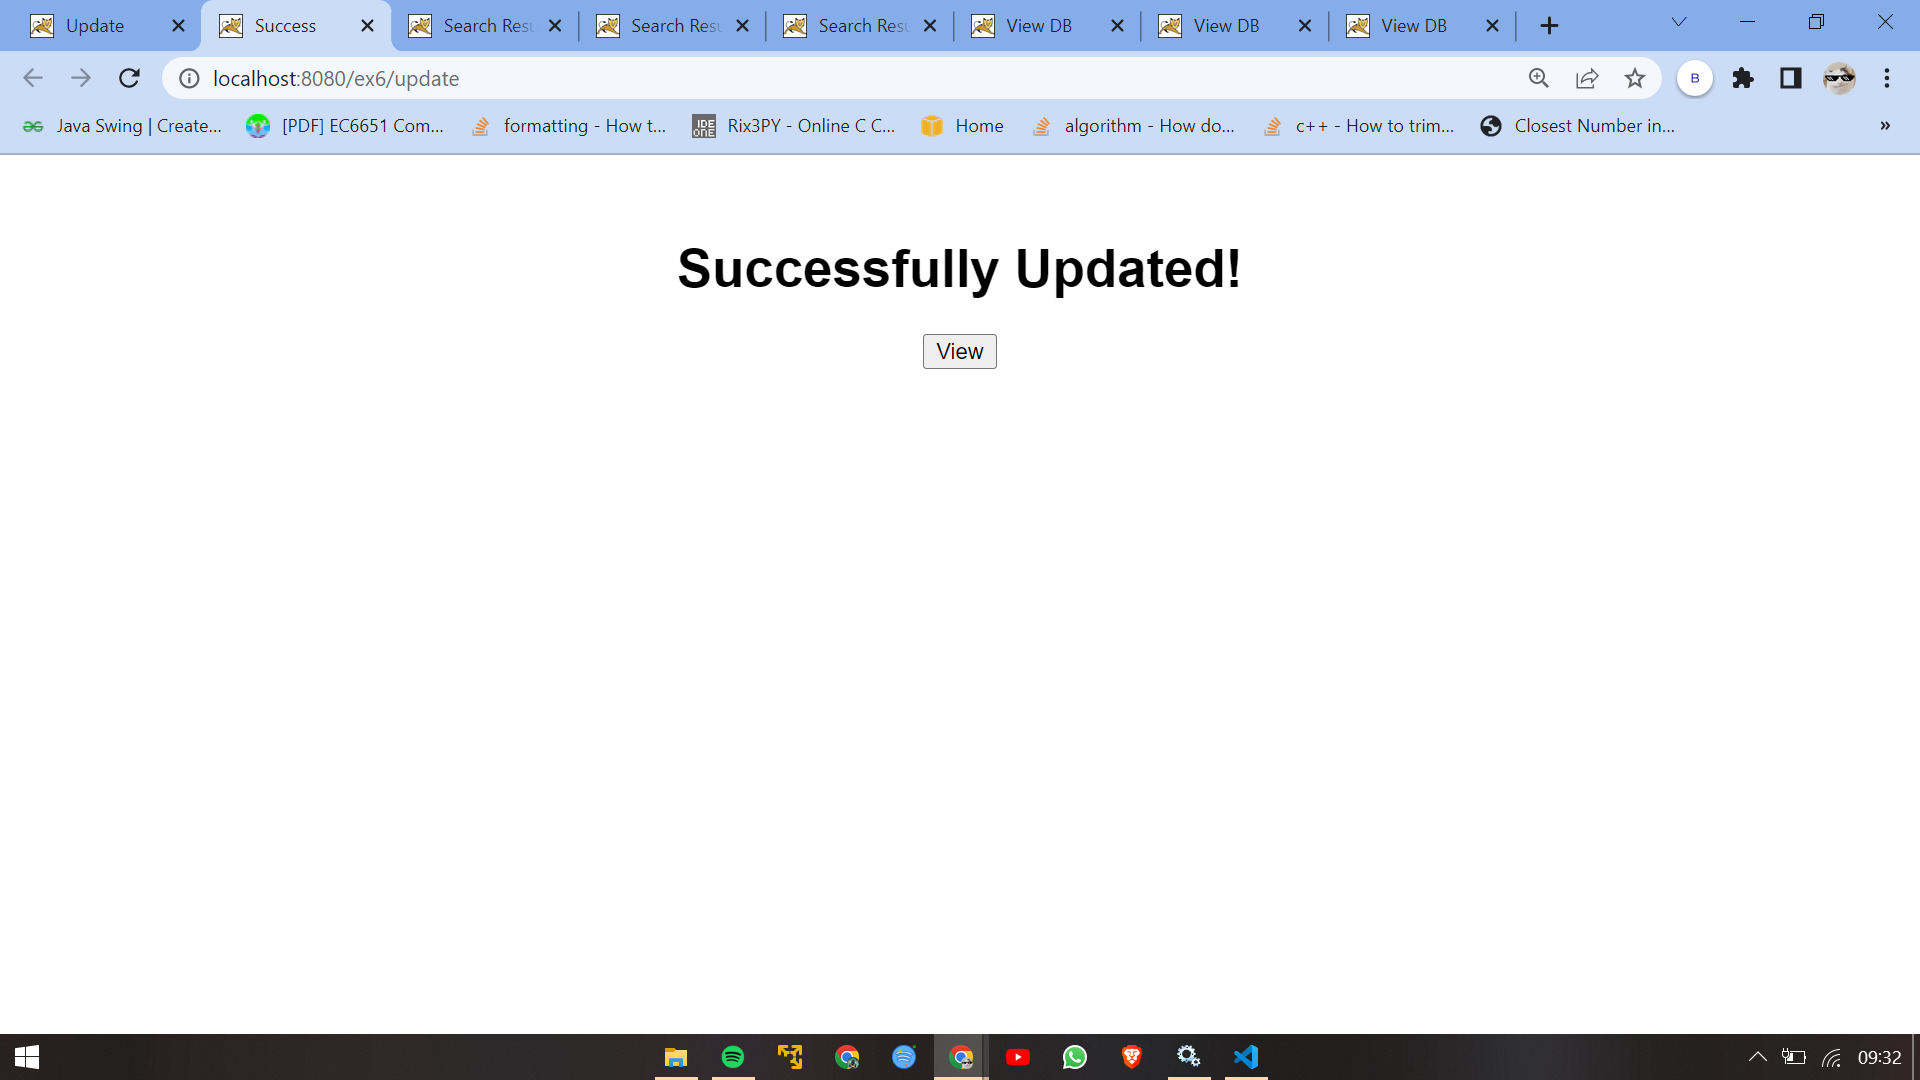 Update
Success
Search Resu
Search Resu
Search Resu
View DB
View DB
View DB
localhost:8080/ex6/update
B
Java Swing | Create...
[PDF] EC6651 Com...
formatting - How t...
IDE
ONE
Rix3PY - Online C C...
Home
algorithm - How do...
c++ - How to trim...
Closest Number in...
»
Successfully Updated!
View
09:32